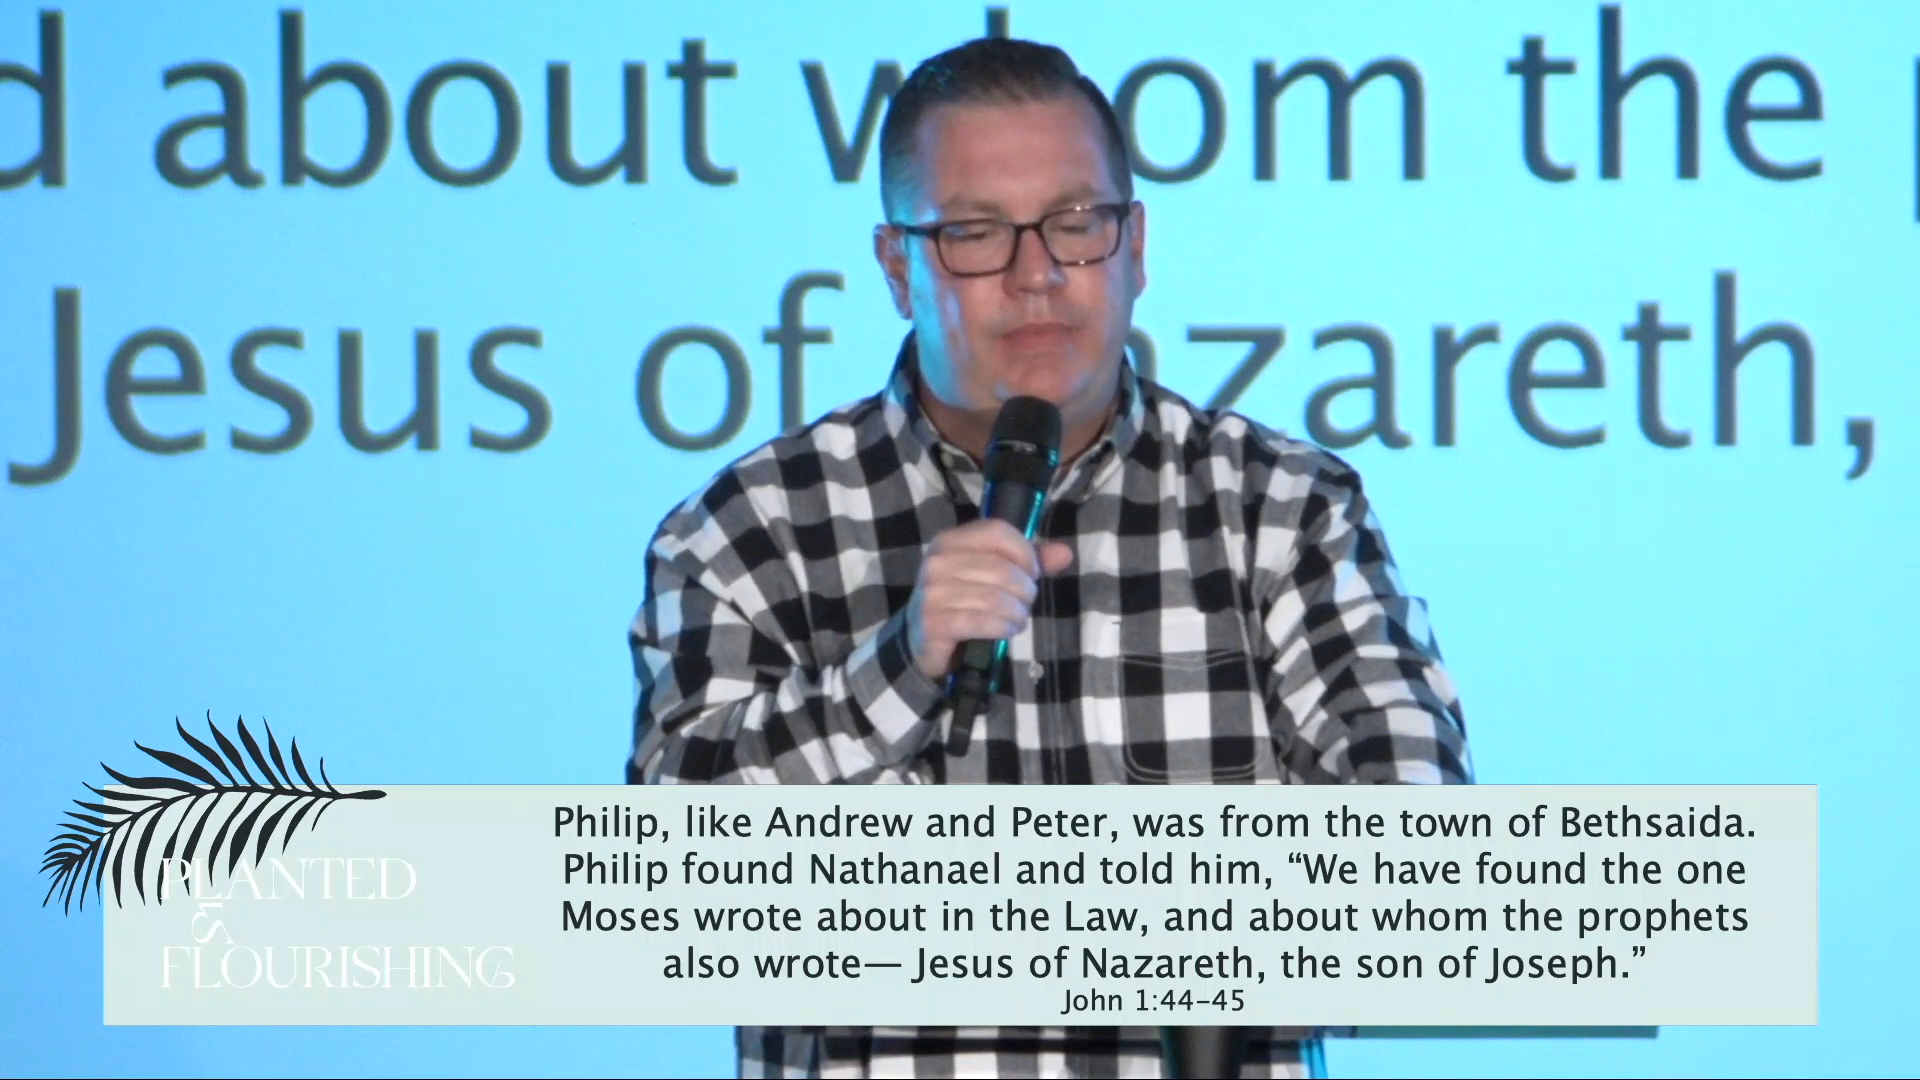 d about whom the
Jesus of Nazareth,
PLANTED
&
FLOURISHING
Philip, like Andrew and Peter, was from the town of Bethsaida.
Philip found Nathanael and told him, “We have found the one
Moses wrote about in the Law, and about whom the prophets
also wrote— Jesus of Nazareth, the son of Joseph.”
John 1:44-45